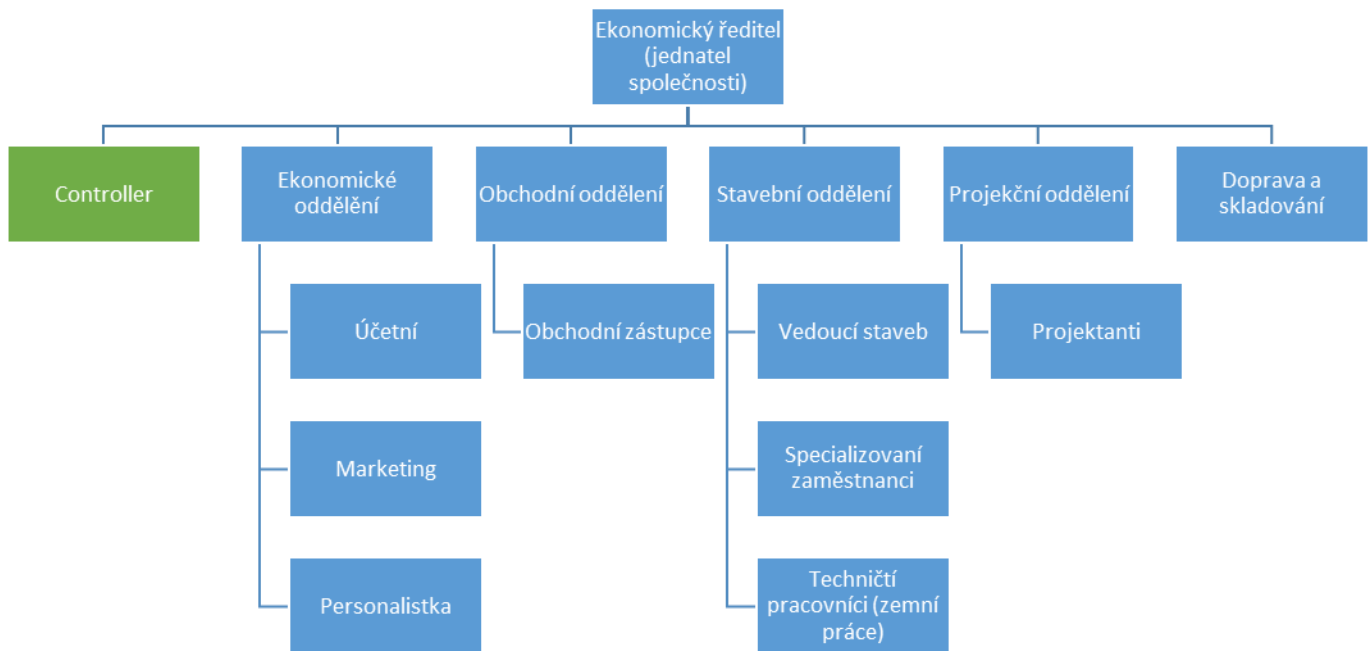 Ekonomický ředitel
(jednatel
společnosti)
Controller
Ekonomické
oddělění
Obchodní oddělení
Stavební oddělení
Projekční oddělení
Doprava a
skladování
Účetní
Obchodní zástupce
Vedoucí staveb
Projektanti
Marketing
Specializovaní
zaměstnanci
Personalistka
Techničtí
pracovníci (zemní
práce)